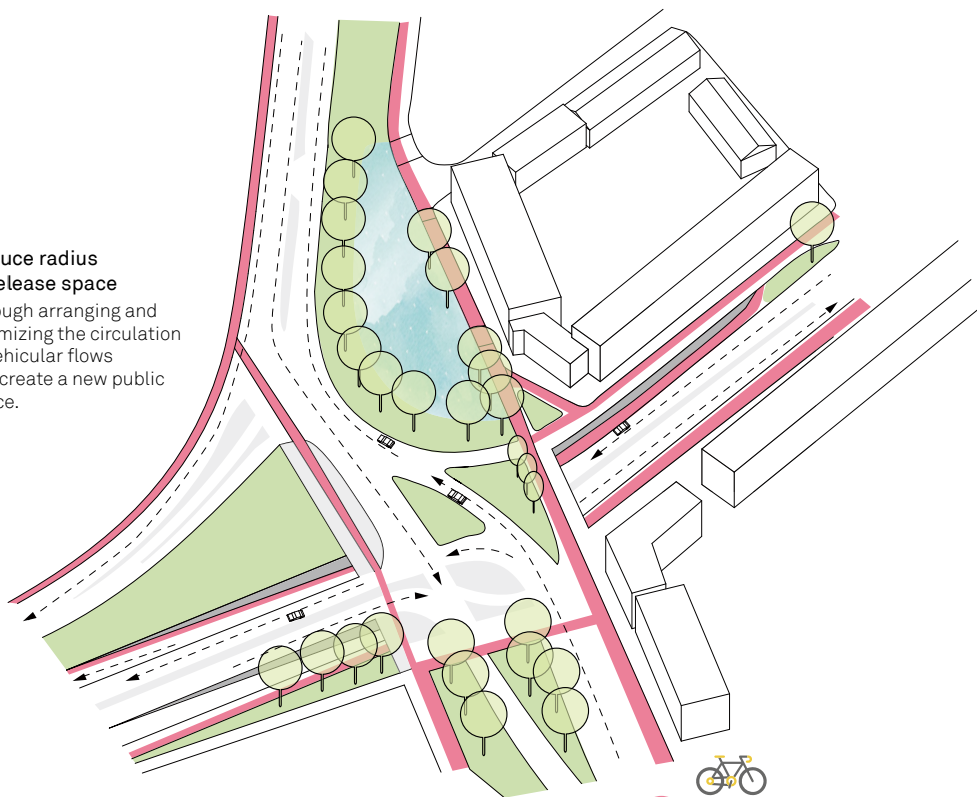 uce radius
elease space
ough arranging and
mizing the circulation
ehicular flows
create a new public
ce.